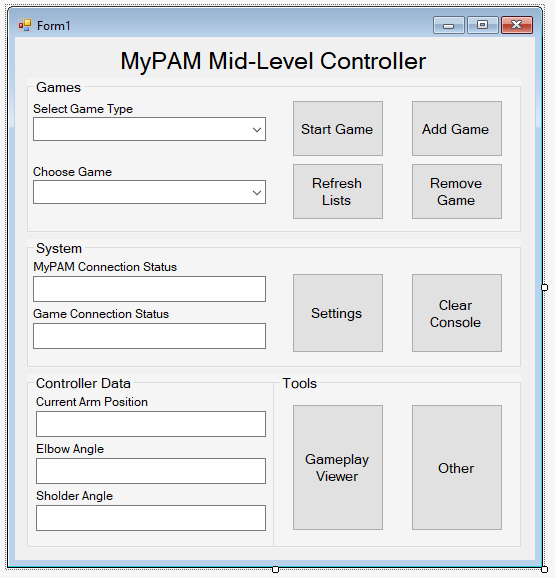 Form1
MyPAM Mid-Level Controller
Games
Select Game Type
Start Game
Add Game
Choose Game
Refresh
Lists
Remove
Game
System
MyPAM Connection Status
Game Connection Status
Settings
Clear
Console
Controller Data
Current Arm Position
Elbow Angle
Sholder Angle
Tools
Gameplay
Viewer
Other